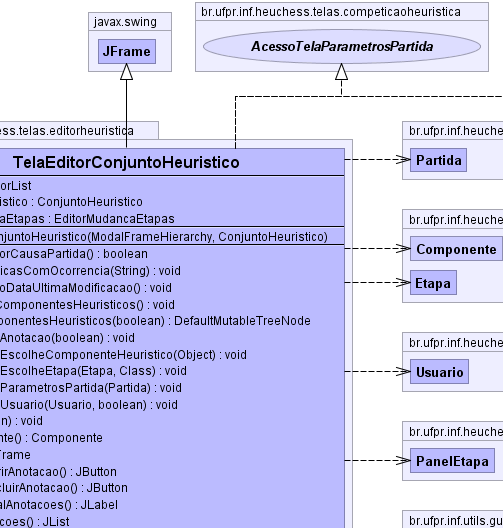 javax.swing
JFrame
br.ufpr.inf.heuchess.telas.competicaoheuristica
AcessoTelaParametrosPartida
ess.telas.editorheuristica
TelaEditorConjuntoHeuristico
orList
istico : ConjuntoHeuristico
aEtapas : EditorMudancaEtapas
njuntoHeuristico(ModalFrameHierarchy, ConjuntoHeuristico)
orCausaPartida() : boolean
icasComOcorrencia(String) : void
oDataUltimaModificacao() : void
ComponentesHeuristicos() : void
ponentesHeuristicos(boolean) : DefaultMutableTreeNode
Anotacao(boolean) : void
EscolheComponenteHeuristico(Object) : void
EscolheEtapa(Etapa, Class) : void
ParametrosPartida(Partida) : void
Usuario(Usuario, boolean) : void
n) : void
nte() : Componente
Frame
rirAnotacao() : JButton
cluirAnotacao() : JButton
alAnotacoes() : JLabel
acoes() : JList
br.ufpr.inf.heuche
Partida
br.ufpr.inf.heuche
Componente
Etapa
br.ufpr.inf.heuche
Usuario
br.ufpr.inf.heuche
PanelEtapa
br.ufpr.inf.utils.gu